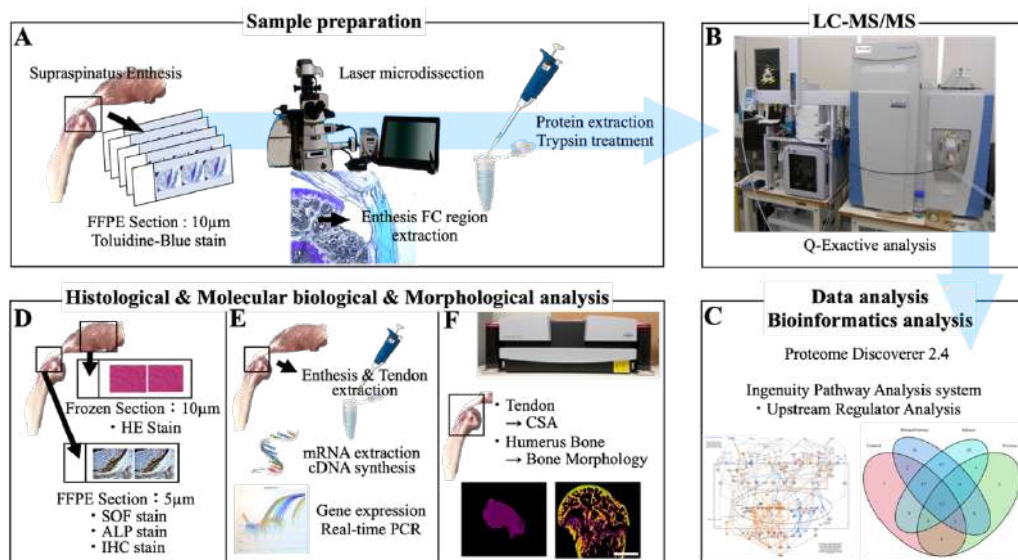 Sample preparation
A
Supraspinatus Enthesis
Laser microdissection
Protein extraction
Trypsin treatment
FFPE Section : 10μm
Toluidine-Blue stain
Enthesis FC region
extraction
LC-MS/MS
B
Q-Exactive analysis
Histological & Molecular biological & Morphological analysis
D
Frozen Section：10μm
• HE Stain
FFPE Section：5μm
• SOF stain
• ALP stain
• IHC stain
E
Enthesis & Tendon
extraction
mRNA extraction
cDNA synthesis
Gene expression
Real-time PCR
F
• Tendon
→ CSA
• Humerus Bone
→ Bone Morphology
Data analysis
Bioinformatics analysis
C
Proteome Discoverer 2.4
Ingenuity Pathway Analysis system
• Upstream Regulator Analysis